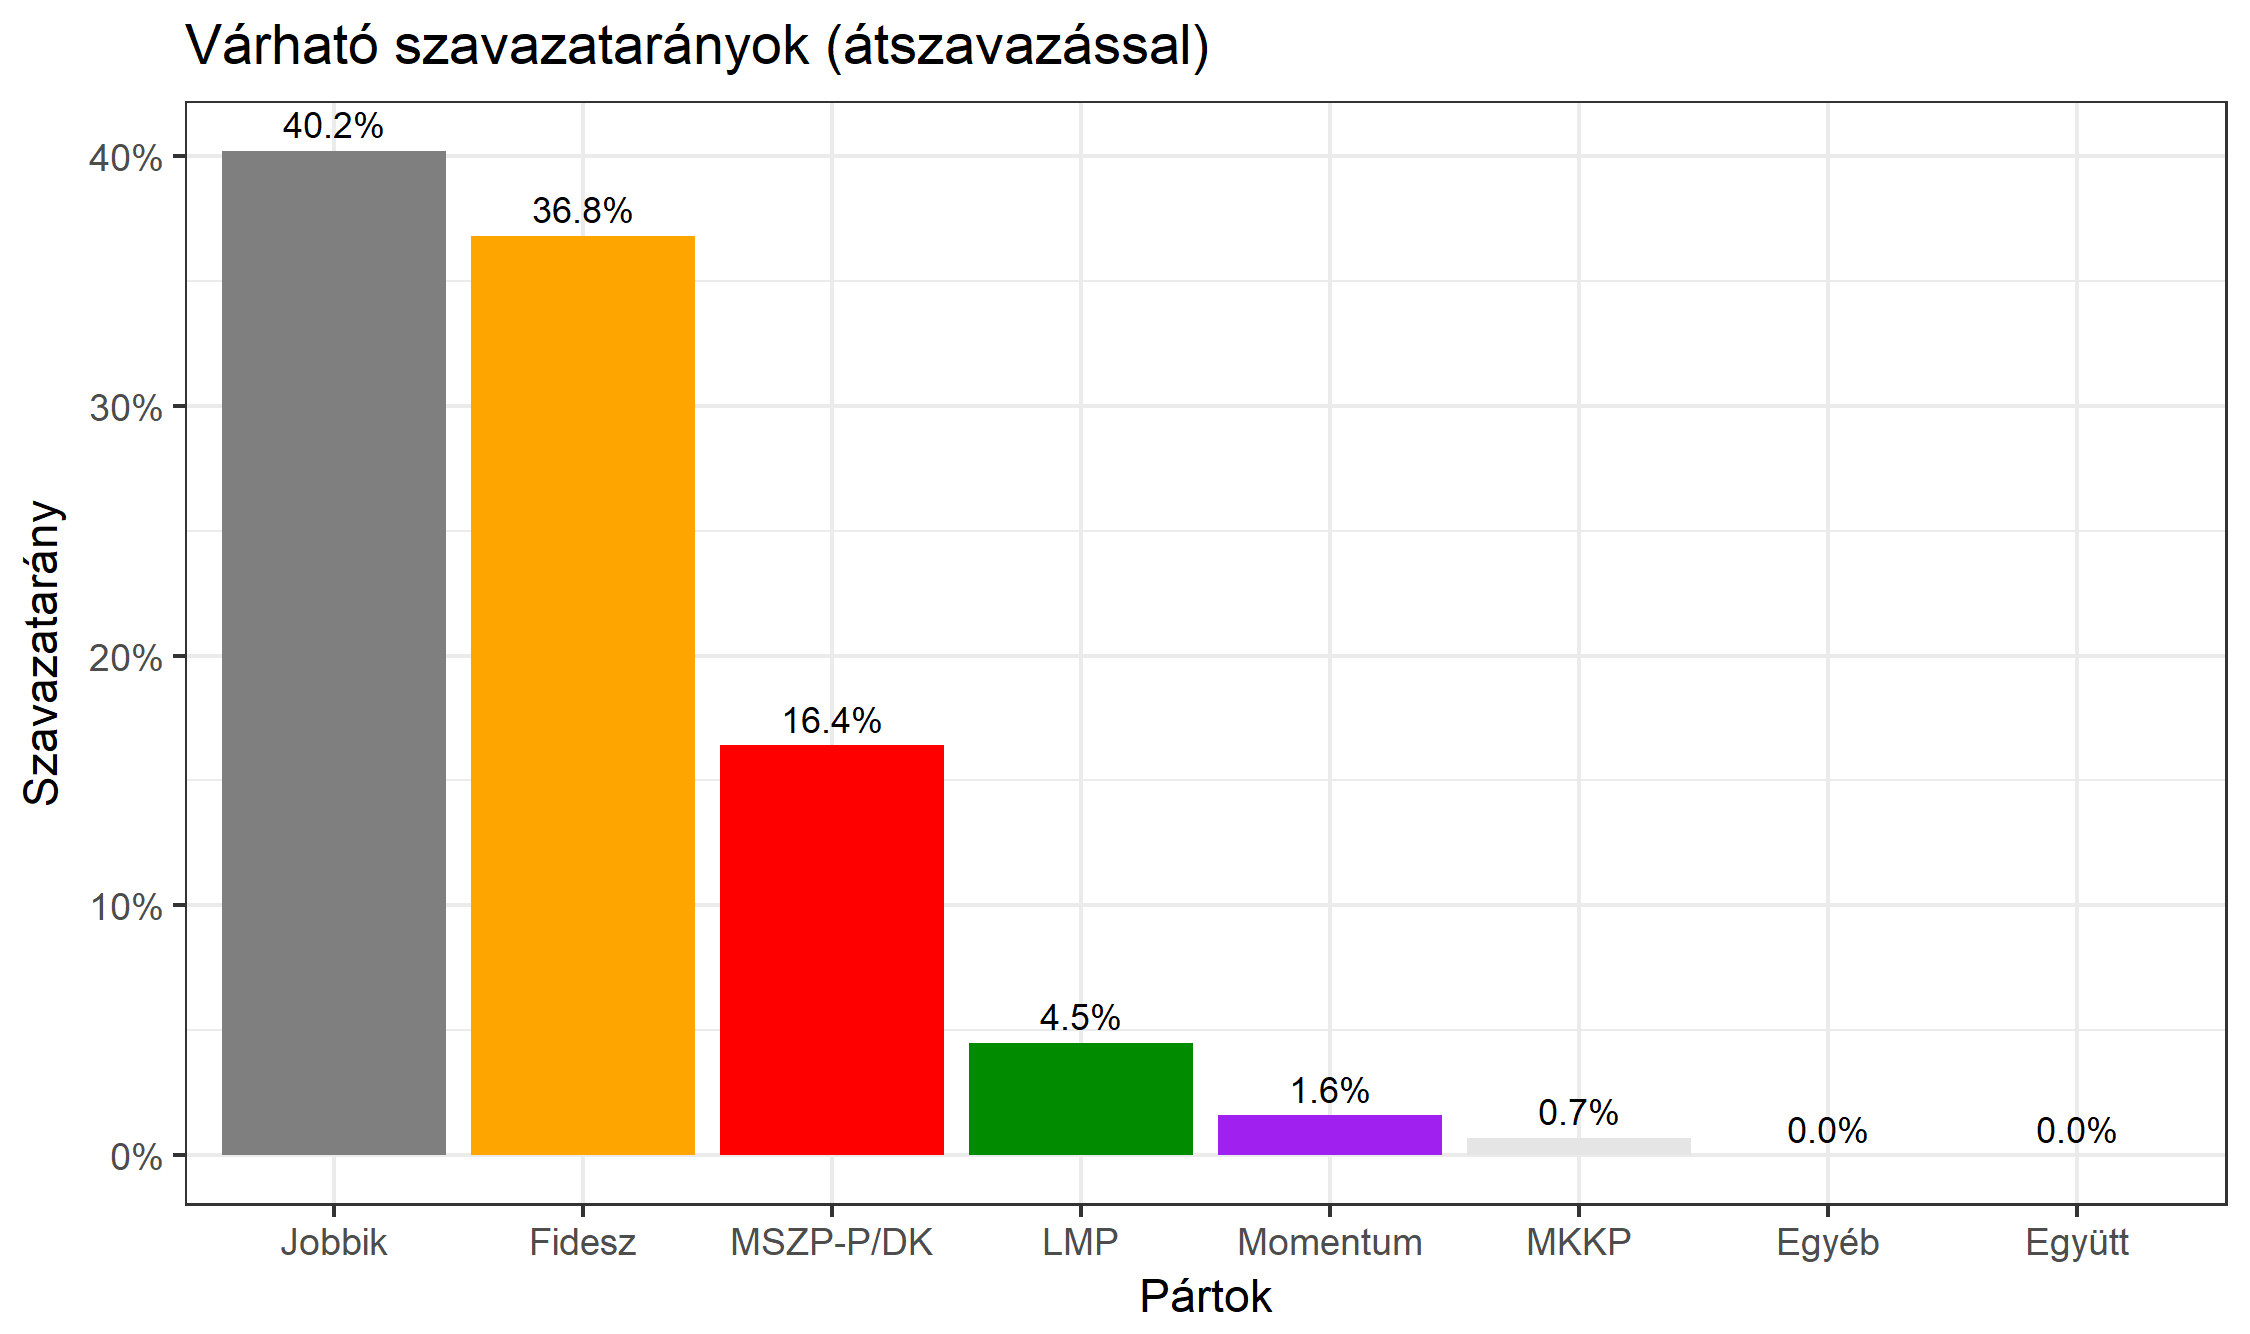 Várható szavazatarányok (átszavazással)
40.2%
36.8%
16.4%
4.5%
1.6%
0.7%
0.0%
0.0%
40%
30%
20%
10%
0%
Szavazatarány
Jobbik
Fidesz
MSZP-P/DK
LMP
Momentum
MKKP
Egyéb
Együtt
Pártok